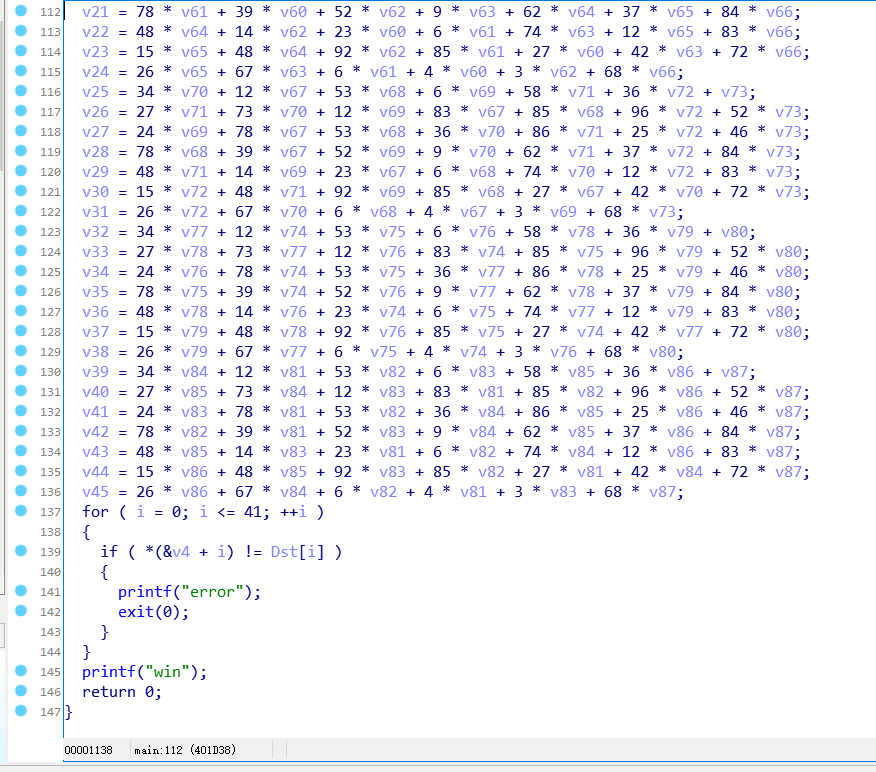 112 v21 = 78 * v61 + 39 * v60 + 52 * v62 + 9 * v63 + 62 * v64 + 37 * v65 + 84 * v66;
113 v22 = 48 * v64 + 14 * v62 + 23 * v60 + 6 * v61 + 74 * v63 + 12 * v65 + 83 * v66;
114 v23 = 15 * v65 + 48 * v64 + 92 * v62 + 85 * v61 + 27 * v60 + 42 * v63 + 72 * v66;
115 v24 = 26 * v65 + 67 * v63 + 6 * v61 + 4 * v60 + 3 * v62 + 68 * v66;
116 v25 = 34 * v70 + 12 * v67 + 53 * v68 + 6 * v69 + 58 * v71 + 36 * v72 + v73;
117 v26 = 27 * v71 + 73 * v70 + 12 * v69 + 83 * v67 + 85 * v68 + 96 * v72 + 52 * v73;
118 v27 = 24 * v69 + 78 * v67 + 53 * v68 + 36 * v70 + 86 * v71 + 25 * v72 + 46 * v73;
119 v28 = 78 * v68 + 39 * v67 + 52 * v69 + 9 * v70 + 62 * v71 + 37 * v72 + 84 * v73;
120 v29 = 48 * v71 + 14 * v69 + 23 * v67 + 6 * v68 + 74 * v70 + 12 * v72 + 83 * v73;
121 v30 = 15 * v72 + 48 * v71 + 92 * v69 + 85 * v68 + 27 * v67 + 42 * v70 + 72 * v73;
122 v31 = 26 * v72 + 67 * v70 + 6 * v68 + 4 * v67 + 3 * v69 + 68 * v73;
123 v32 = 34 * v77 + 12 * v74 + 53 * v75 + 6 * v76 + 58 * v78 + 36 * v79 + v80;
124 v33 = 27 * v78 + 73 * v77 + 12 * v76 + 83 * v74 + 85 * v75 + 96 * v79 + 52 * v80;
125 v34 = 24 * v76 + 78 * v74 + 53 * v75 + 36 * v77 + 86 * v78 + 25 * v79 + 46 * v80;
126 v35 = 78 * v75 + 39 * v74 + 52 * v76 + 9 * v77 + 62 * v78 + 37 * v79 + 84 * v80;
127 v36 = 48 * v78 + 14 * v76 + 23 * v74 + 6 * v75 + 74 * v77 + 12 * v79 + 83 * v80;
128 v37 = 15 * v79 + 48 * v78 + 92 * v76 + 85 * v75 + 27 * v74 + 42 * v77 + 72 * v80;
129 v38 = 26 * v79 + 67 * v77 + 6 * v75 + 4 * v74 + 3 * v76 + 68 * v80;
130 v39 = 34 * v84 + 12 * v81 + 53 * v82 + 6 * v83 + 58 * v85 + 36 * v86 + v87;
131 v40 = 27 * v85 + 73 * v84 + 12 * v83 + 83 * v81 + 85 * v82 + 96 * v86 + 52 * v87;
132 v41 = 24 * v83 + 78 * v81 + 53 * v82 + 36 * v84 + 86 * v85 + 25 * v86 + 46 * v87;
133 v42 = 78 * v82 + 39 * v81 + 52 * v83 + 9 * v84 + 62 * v85 + 37 * v86 + 84 * v87;
134 v43 = 48 * v85 + 14 * v83 + 23 * v81 + 6 * v82 + 74 * v84 + 12 * v86 + 83 * v87;
135 v44 = 15 * v86 + 48 * v85 + 92 * v83 + 85 * v82 + 27 * v81 + 42 * v84 + 72 * v87;
136 v45 = 26 * v86 + 67 * v84 + 6 * v82 + 4 * v81 + 3 * v83 + 68 * v87;
137 for ( i = 0; i <= 41; ++i )
138 {
139 if ( *(&v4 + i) != Dst[i] )
140 {
141 printf("error");
142 exit(0);
143 }
144 }
145 printf("win");
146 return 0;
147 }
00001138 main:112 (401D38)